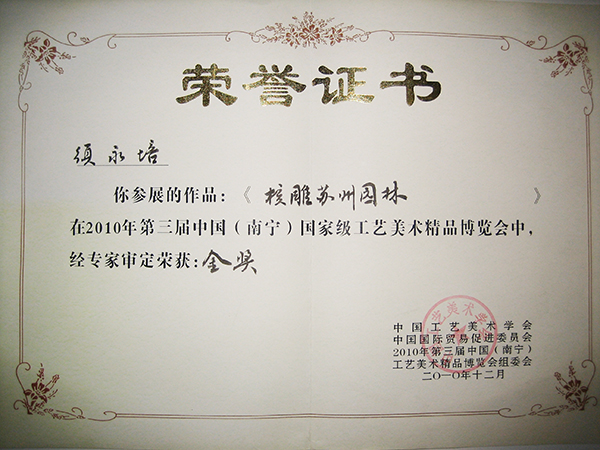 荣誉证书
须永培
你参展的作品：《核雕苏州园林》
在2010年第三届中国（南宁）国家级工艺美术精品博览会中，
经专家审定荣获：金奖
中国工艺美术学会
中国国际贸易促进委员会
2010年第三届中国（南宁）
工艺美术精品博览会组委会
二〇一〇年十二月